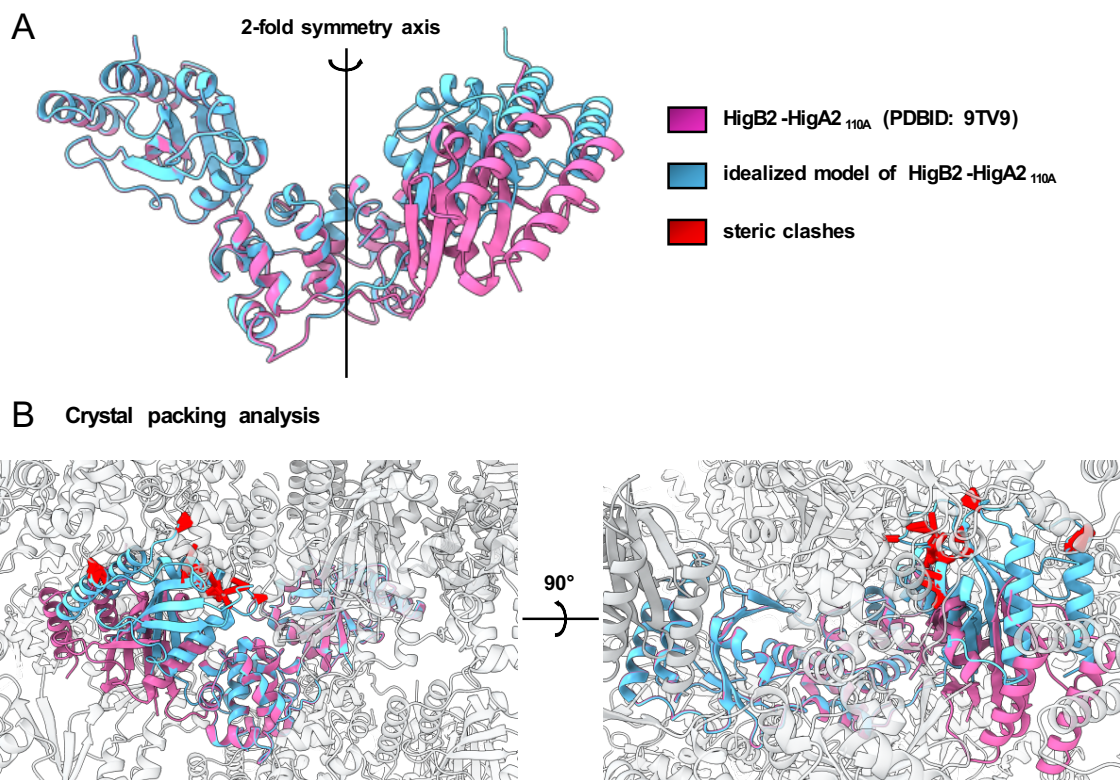 A
2-fold symmetry axis
HigB2-HigA2 110A (PDBID: 9TV9)
idealized model of HigB2-HigA2 110A
steric clashes
B Crystal packing analysis
90°